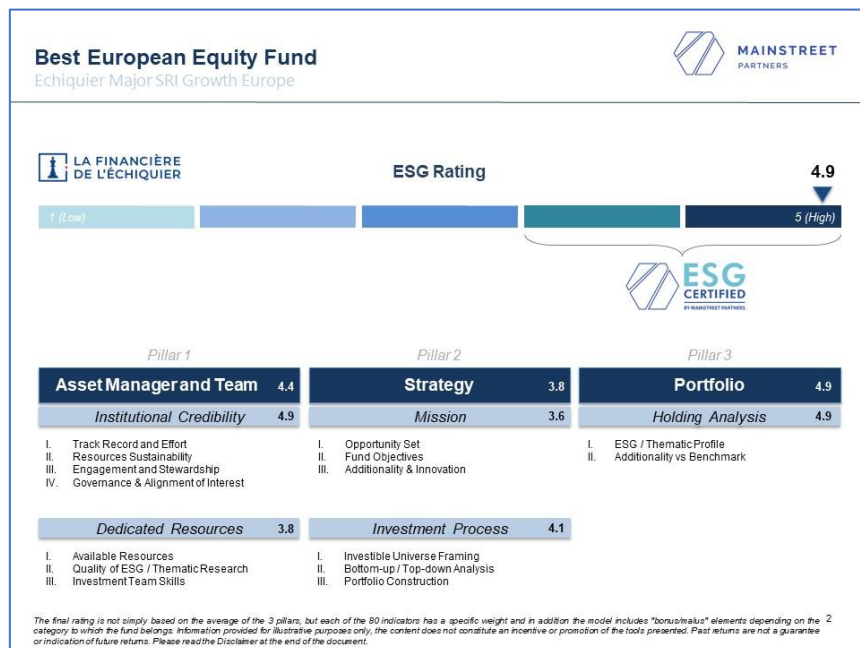 Best European Equity Fund
Echiquier Major SRI Growth Europe
MAINSTREET
PARTNERS
LA FINANCIÈRE
DE L'ÉCHIQUIER
ESG Rating
4.9
1 (Low)
5 (High)
ESG
CERTIFIED
BY MAINSTREET PARTNERS
Pillar 1
Asset Manager and Team 4.4
Institutional Credibility 4.9
I. Track Record and Effort
II. Resources Sustainability
III. Engagement and Stewardship
IV. Governance & Alignment of Interest
Dedicated Resources 3.8
I. Available Resources
II. Quality of ESG / Thematic Research
III. Investment Team Skills
Pillar 2
Strategy 3.8
Mission 3.6
I. Opportunity Set
II. Fund Objectives
III. Additionality & Innovation
Investment Process 4.1
I. Investible Universe Framing
II. Bottom-up / Top-down Analysis
III. Portfolio Construction
Pillar 3
Portfolio 4.9
Holding Analysis 4.9
I. ESG / Thematic Profile
II. Additionality vs Benchmark
The final rating is not simply based on the average of the 3 pillars, but each of the 80 indicators has a specific weight and in addition the model includes "bonus/malus" elements depending on the
category to which the fund belongs. Information provided for illustrative purposes only, the content does not constitute an incentive or promotion of the tools presented. Past returns are not a guarantee
or indication of future returns. Please read the Disclaimer at the end of the document.
2